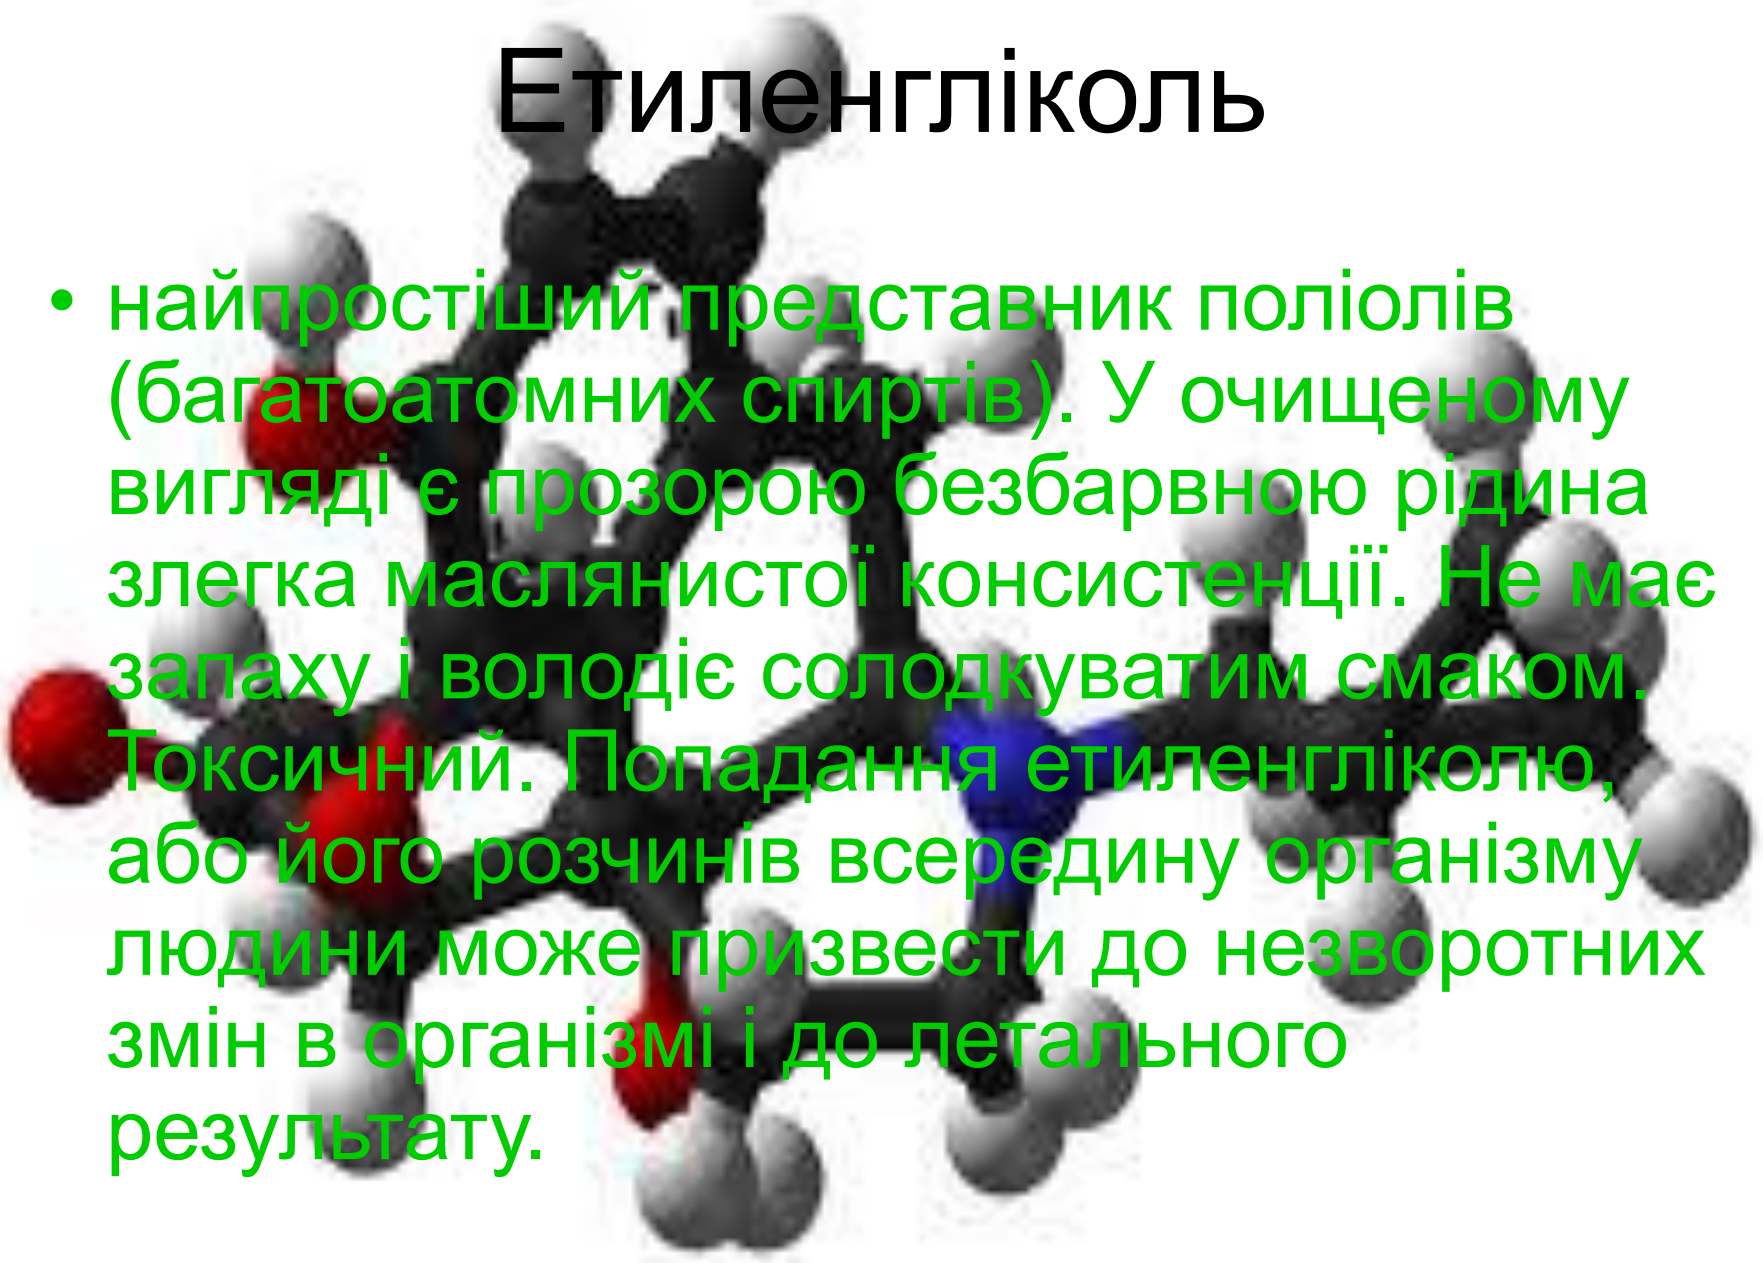 Етиленгліколь
• найпростіший представник поліолів
(багатоатомних спиртів). У очищеному
вигляді є прозорою безбарвною рідина
злегка маслянистої консистенції. Не має
запаху і володіє солодкуватим смаком.
Токсичний. Попадання етиленгліколю,
або його розчинів всередину організму
людини може призвести до незворотних
змін в організмі і до летального
результату.